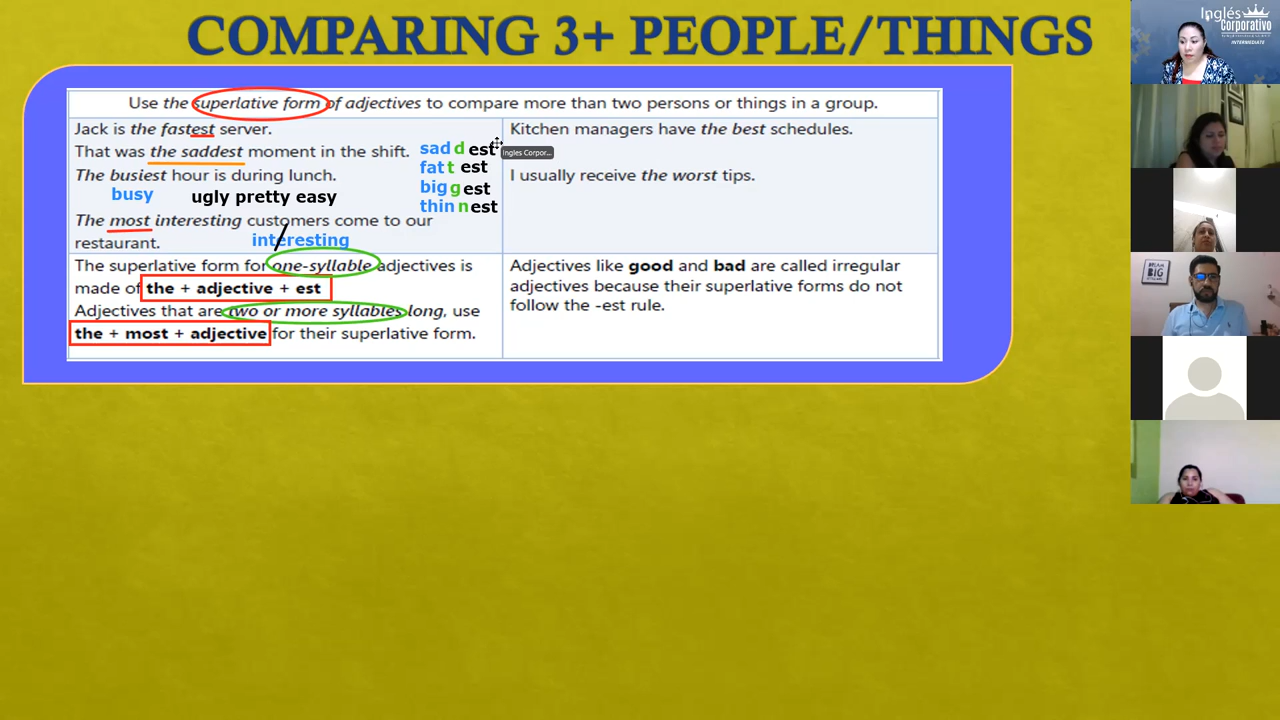 COMPARING 3+ PEOPLE/THINGS
Use the superlative form of adjectives to compare more than two persons or things in a group.
Jack is the fastest server.
That was the saddest moment in the shift.
The busiest hour is during lunch.
busy
ugly pretty easy
The most interesting customers come to our
restaurant.
interesting
sad d est
fat t est
big g est
thin n est
Ingles Corpor...
Kitchen managers have the best schedules.
I usually receive the worst tips.
The superlative form for one-syllable adjectives is
made of the + adjective + est
Adjectives that are two or more syllables long, use
the + most + adjective for their superlative form.
Adjectives like good and bad are called irregular
adjectives because their superlative forms do not
follow the -est rule.
Inglés
Corporativo
INTERMEDIATE
DREAM
BIG